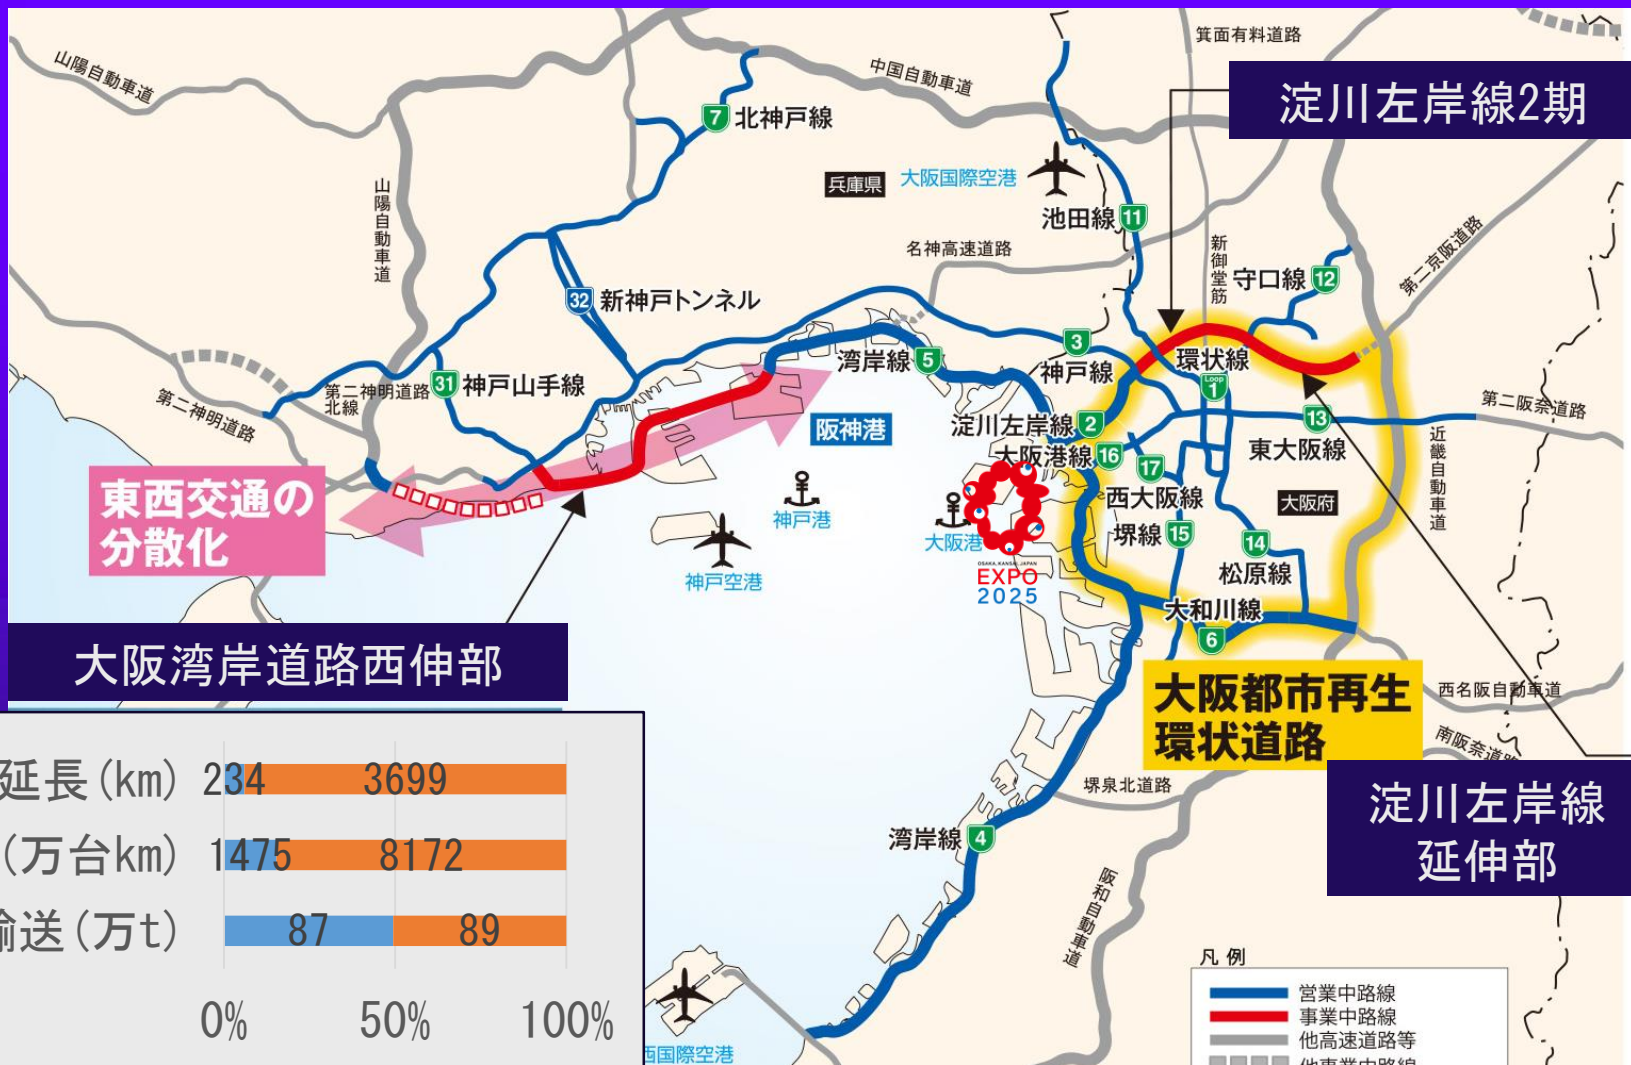 箕面有料道路
山陽自動車道
中国自動車道
淀川左岸線2期
7
北神戸線
兵庫県
大阪国際空港
池田線
11
山陽自動車道
名神高速道路
新御堂筋
守口線
12
第二京阪道路
32
新神戸トンネル
湾岸線
5
3
神戸線
環状線
Loop
1
第二神明道路
北線
31
神戸山手線
第二神明道路
阪神港
淀川左岸線
2
13
東大阪線
第二阪奈道路
大阪港線
16
17
西大阪線
大阪府
近畿自動車道
東西交通の
分散化
神戸港
大阪港
堺線
15
14
松原線
神戸空港
OSAKA, KANSAI, JAPAN
EXPO
2025
大和川線
6
大阪湾岸道路西伸部
大阪都市再生
環状道路
西名阪自動車道
南阪奈道路
堺泉北道路
淀川左岸線
延伸部
湾岸線
4
阪和自動車道
延長(km)
234
3699
(万台km)
1475
8172
輸送(万t)
87
89
0%
50%
100%
西国際空港
凡 例
営業中路線
事業中路線
他高速道路等
他事業中路線